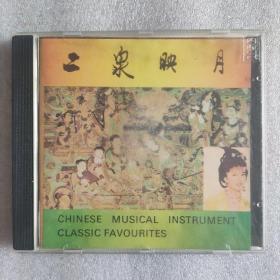 二泉映月
CHINESE MUSICAL INSTRUMENT
CLASSIC FAVOURITES